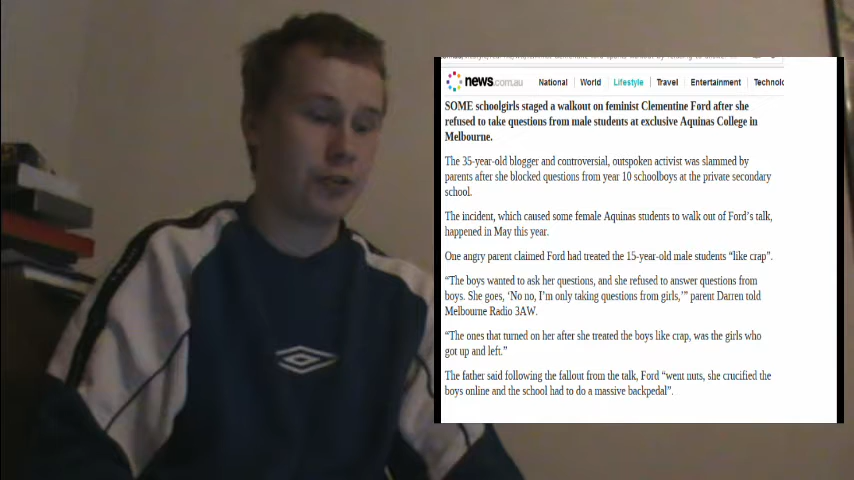 news.com.au
National | World | Lifestyle | Travel | Entertainment | Technolo
SOME schoolgirls staged a walkout on feminist Clementine Ford after she
refused to take questions from male students at exclusive Aquinas College in
Melbourne.
The 35-year-old blogger and controversial, outspoken activist was slammed by
parents after she blocked questions from year 10 schoolboys at the private secondary
school.
The incident, which caused some female Aquinas students to walk out of Ford’s talk,
happened in May this year.
One angry parent claimed Ford had treated the 15-year-old male students “like crap”.
“The boys wanted to ask her questions, and she refused to answer questions from
boys. She goes, ‘No no, I’m only taking questions from girls,’” parent Darren told
Melbourne Radio 3AW.
“The ones that turned on her after she treated the boys like crap, was the girls who
got up and left.”
The father said following the fallout from the talk, Ford “went nuts, she crucified the
boys online and the school had to do a massive backpedal”.